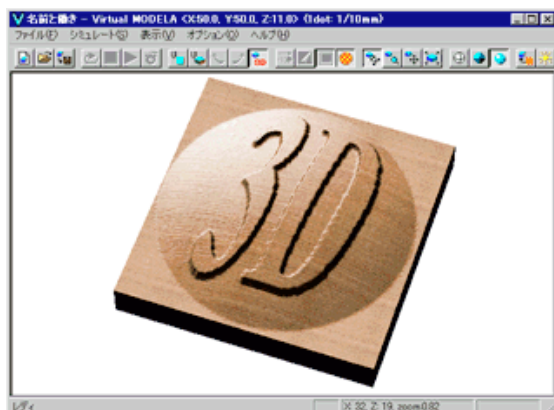 名前と働き - Virtual MODELA <X:50.0, Y:50.0, Z:11.0> (1dot: 1/10mm)
ファイル(F) シミュレート(S) 表示(V) オプション(O) ヘルプ(H)
3D
レディ
X: 32, Z: 19, zoom:0.82